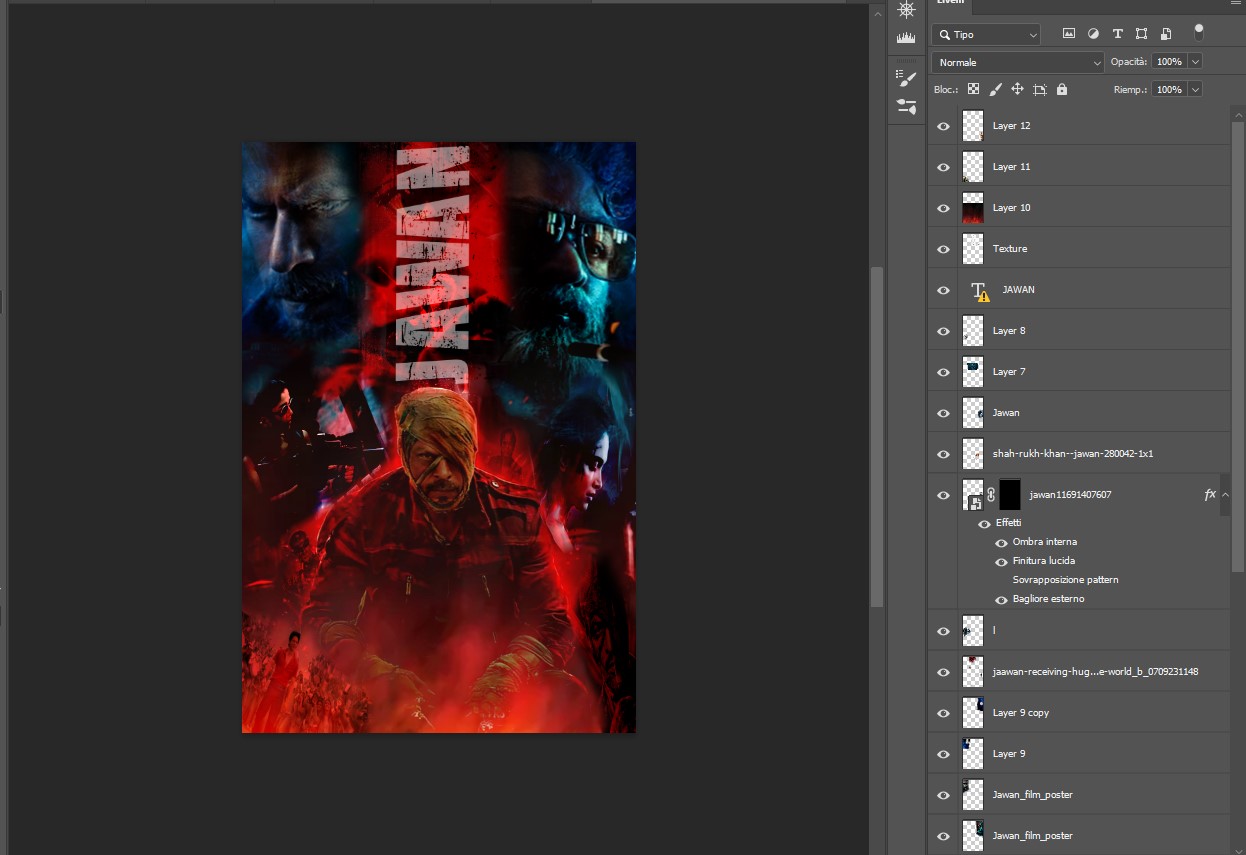 Livelli
Tipo
Normale
Opacità:
100%
Bloc.:
Riemp.:
100%
Layer 12
Layer 11
Layer 10
Texture
JAWAN
Layer 8
Layer 7
Jawan
shah-rukh-khan--jawan-280042-1x1
jawan11691407607
fx
Effetti
Ombra interna
Finitura lucida
Sovrapposizione pattern
Bagliore esterno
l
jaawan-receiving-hug...e-world_b_0709231148
Layer 9 copy
Layer 9
Jawan_film_poster
Jawan_film_poster
JAWAN